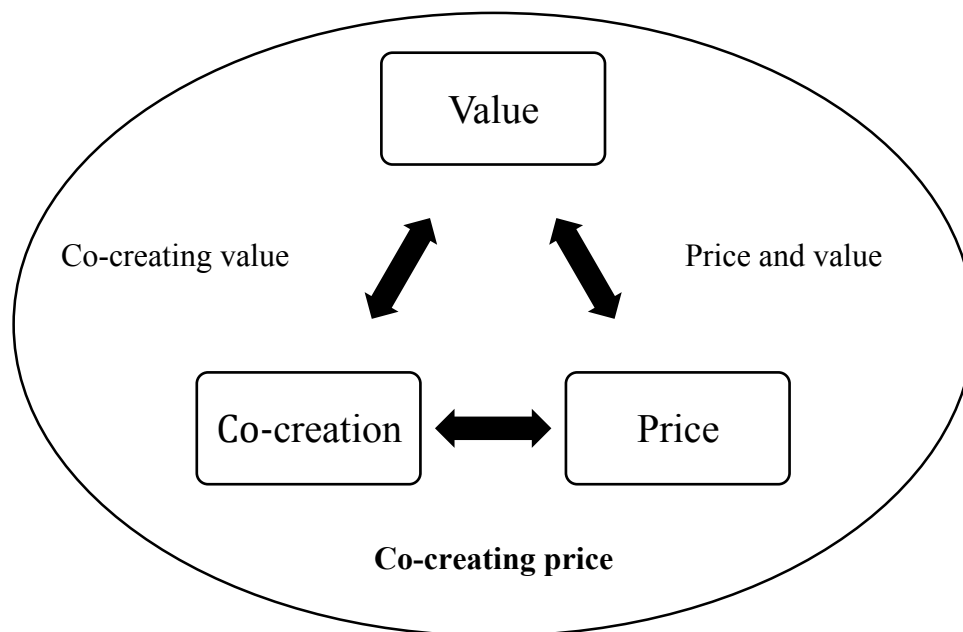 Value
Co-creating value
Price and value
Co-creation
Price
Co-creating price